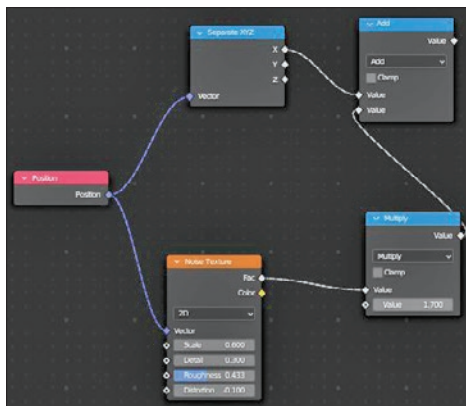 Separate XYZ
X
Y
Z
Vector
Add
Value
Add
Clamp
Value
Value
Position
Position
Noise Texture
Fac
Color
2D
Vector
Scale 0.600
Detail 0.300
Roughness 0.433
Distortion -0.100
Multiply
Value
Multiply
Clamp
Value
Value 1.700